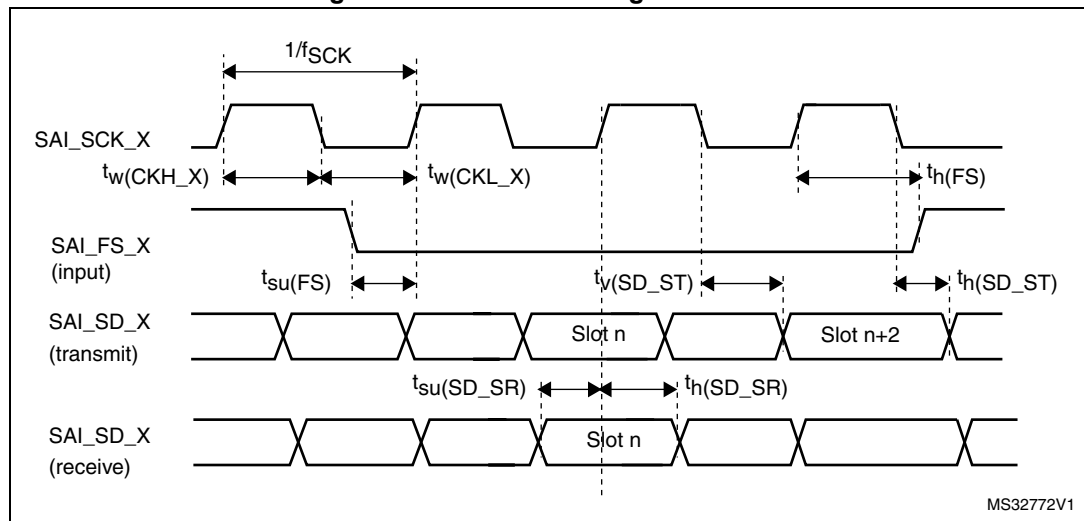 1/fSCK
SAI_SCK_X
tw(CKH_X)
tw(CKL_X)
th(FS)
SAI_FS_X
(input)
tsu(FS)
tv(SD_ST)
th(SD_ST)
SAI_SD_X
(transmit)
Slot n
Slot n+2
tsu(SD_SR)
th(SD_SR)
SAI_SD_X
(receive)
Slot n
MS32772V1